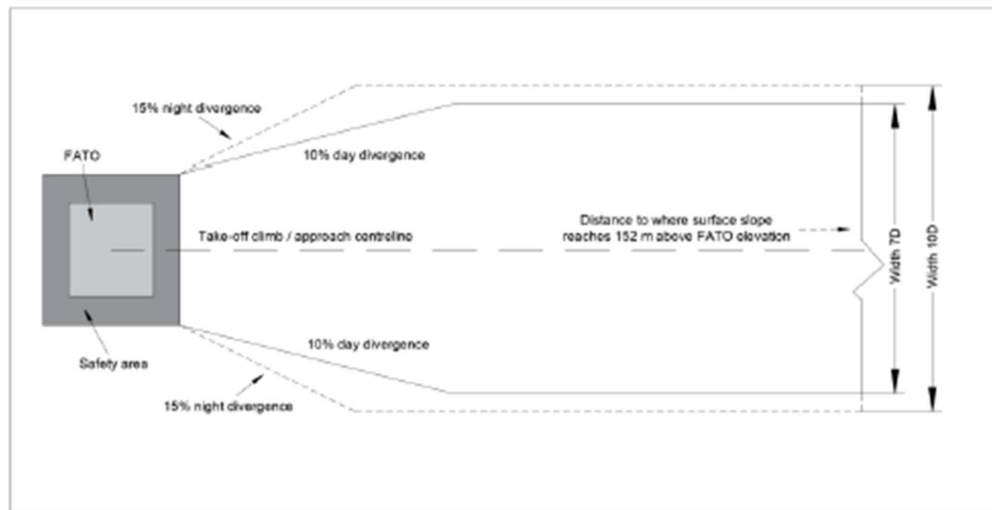 15% night divergence
FATO
10% day divergence
Take-off climb / approach centreline
Distance to where surface slope
reaches 152 m above FATO elevation
Width 7D
Width 10D
10% day divergence
Safety area
15% night divergence